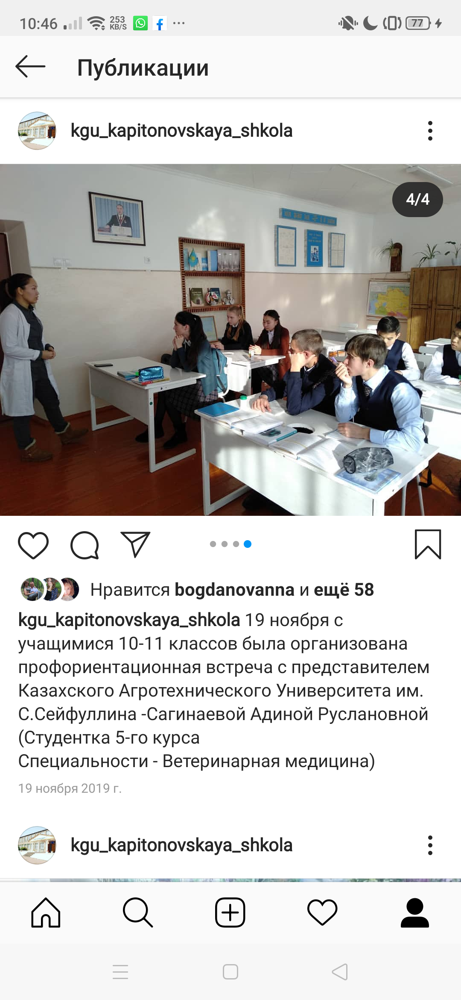 10:46
253
KB/S
77
Публикации
kgu_kapitonovskaya_shkola
4/4
Нравится bogdanovanna и ещё 58
kgu_kapitonovskaya_shkola 19 ноября с
учащимися 10-11 классов была организована
профориентационная встреча с представителем
Казахского Агротехнического Университета им.
С.Сейфуллина -Сагинаевой Адиной Руслановной
(Студентка 5-го курса
Специальности - Ветеринарная медицина)
19 ноября 2019 г.
kgu_kapitonovskaya_shkola